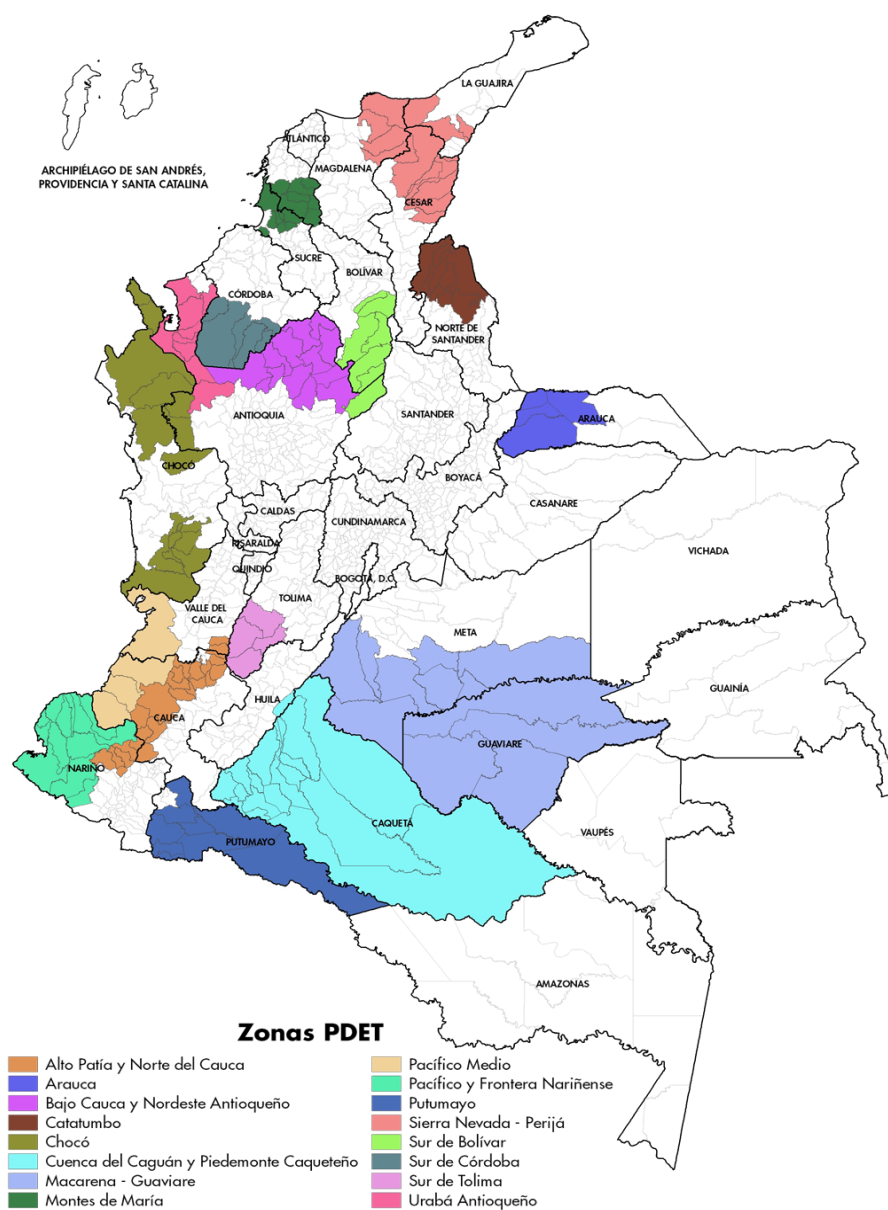 LA GUAJIRA
ATLÁNTICO
MAGDALENA
ARCHIPIÉLAGO DE SAN ANDRÉS,
PROVIDENCIA Y SANTA CATALINA
CESAR
SUCRE
BOLÍVAR
CÓRDOBA
NORTE DE
SANTANDER
ANTIOQUIA
SANTANDER
ARAUCA
CHOCÓ
BOYACÁ
CASANARE
CALDAS
CUNDINAMARCA
RISARALDA
VICHADA
QUINDÍO
BOGOTÁ, D.C.
TOLIMA
VALLE DEL
CAUCA
META
GUAINÍA
HUILA
CAUCA
GUAVIARE
NARIÑO
CAQUETÁ
VAUPÉS
PUTUMAYO
AMAZONAS
Zonas PDET
Alto Patía y Norte del Cauca
Arauca
Bajo Cauca y Nordeste Antioqueño
Catatumbo
Chocó
Cuenca del Caguán y Piedemonte Caqueteño
Macarena - Guaviare
Montes de María
Pacífico Medio
Pacífico y Frontera Nariñense
Putumayo
Sierra Nevada - Perijá
Sur de Bolívar
Sur de Córdoba
Sur de Tolima
Urabá Antioqueño